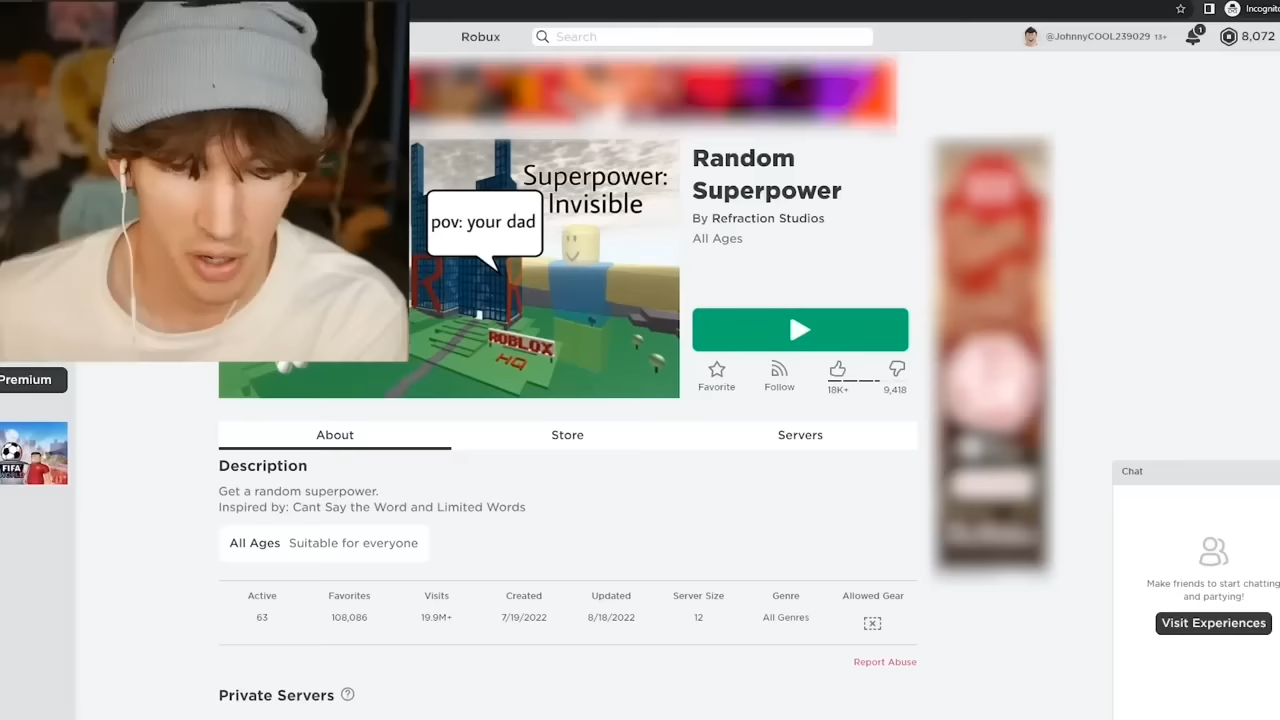 Incognito
Robux
Search
@JohnnyCOOL239029 13+
1
8,072
Superpower:
Invisible
pov: your dad
ROBLOX
HQ
Random
Superpower
By Refraction Studios
All Ages
Favorite
Follow
18K+
9,418
Premium
FIFA
About
Store
Servers
Description
Get a random superpower.
Inspired by: Cant Say the Word and Limited Words
All Ages Suitable for everyone
Active Favorites Visits Created Updated Server Size Genre Allowed Gear
63 108,086 19.9M+ 7/19/2022 8/18/2022 12 All Genres
Report Abuse
Private Servers
Chat
Make friends to start chatting
and partying!
Visit Experiences